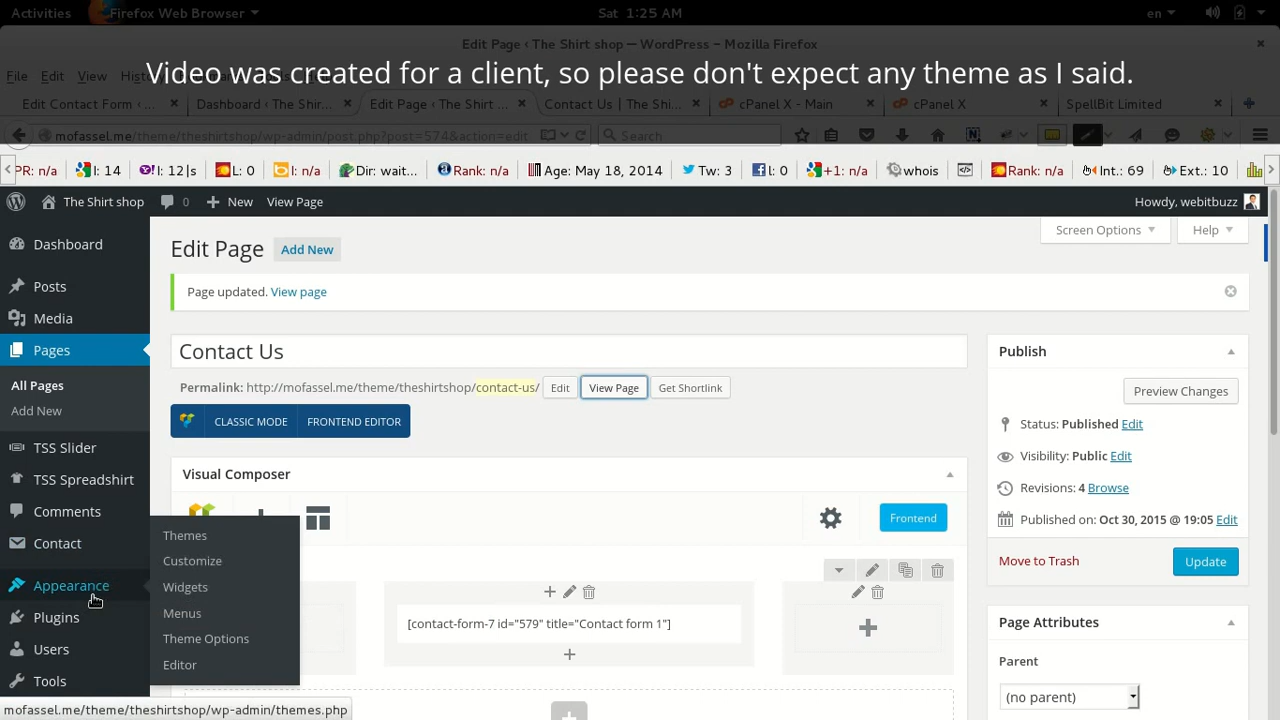 Activities Firefox Web Browser Sat 1:25 AM en
Edit Page ‹ The Shirt shop — WordPress - Mozilla Firefox
File Edit View
Video was created for a client, so please don't expect any theme as I said.
Edit Contact Form ‹ ... Dashboard ‹ The Shir... Edit Page ‹ The Shirt ... Contact Us | The Shirt... cPanel X - Main cPanel X SpellBit Limited
mofassel.me/theme/theshirtshop/wp-admin/post.php?post=574&action=edit Search
PR: n/a I: 14 I: 12|s L: 0 I: n/a Dir: wait... Rank: n/a Age: May 18, 2014 Tw: 3 l: 0 +1: n/a whois Rank: n/a Int.: 69 Ext.: 10
The Shirt shop 0 New View Page Howdy, webitbuzz
Screen Options Help
Dashboard
Edit Page Add New
Posts
Page updated. View page
Media
Pages
Contact Us
Publish
All Pages
Permalink: http://mofassel.me/theme/theshirtshop/contact-us/ Edit View Page Get Shortlink
Preview Changes
Add New
CLASSIC MODE FRONTEND EDITOR
Status: Published Edit
TSS Slider
Visibility: Public Edit
TSS Spreadshirt
Visual Composer
Revisions: 4 Browse
Comments
Frontend
Published on: Oct 30, 2015 @ 19:05 Edit
Contact
Themes
Customize
Move to Trash Update
Appearance
Widgets
Plugins
Menus
[contact-form-7 id="579" title="Contact form 1"]
Page Attributes
Users
Theme Options
Parent
Editor
Tools
(no parent)
mofassel.me/theme/theshirtshop/wp-admin/themes.php